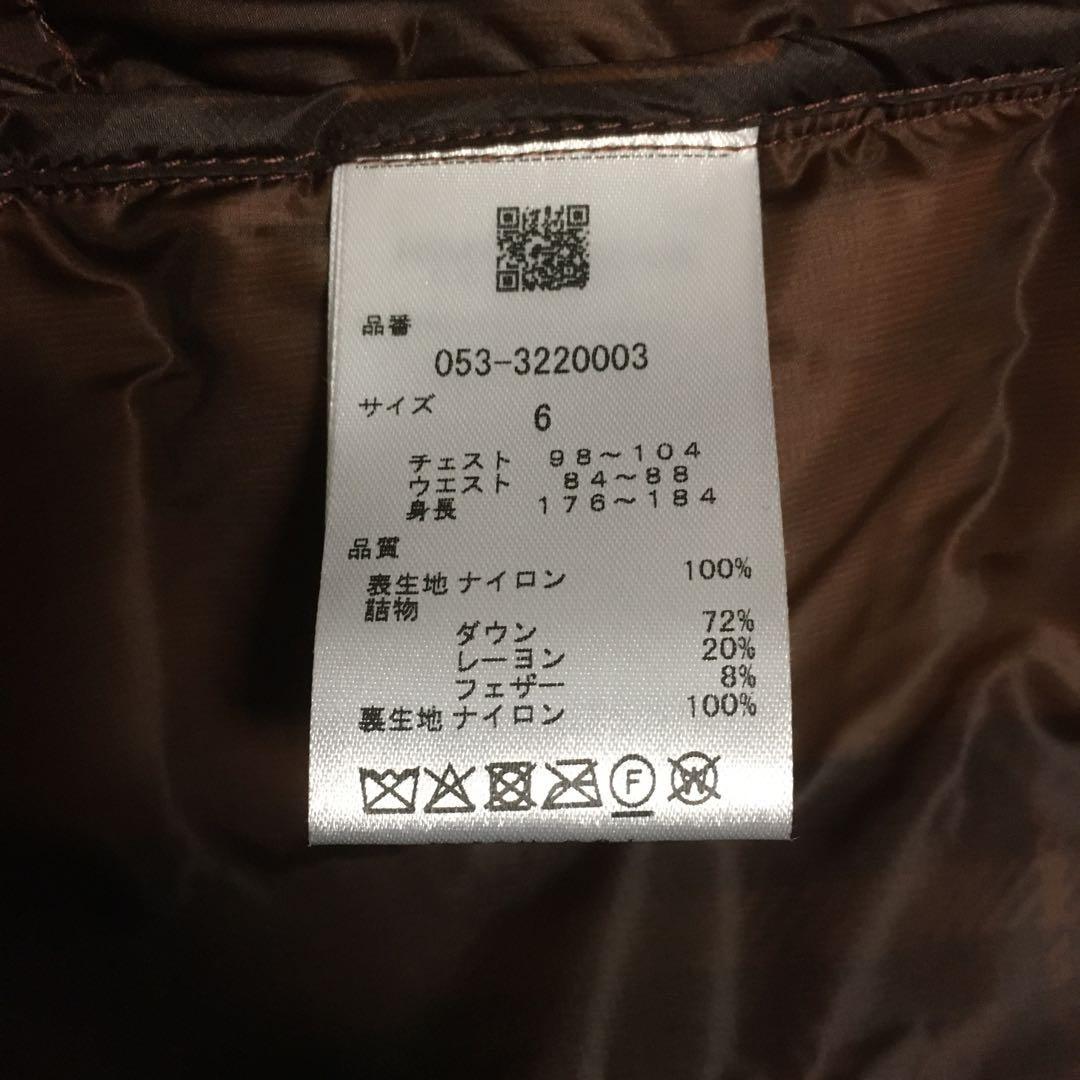 品番
053-3220003
サイズ 6
チェスト 98～104
ウエスト 84～88
身長 176～184
品質
表生地 ナイロン 100%
詰物
ダウン 72%
レーヨン 20%
フェザー 8%
裏生地 ナイロン 100%
F W